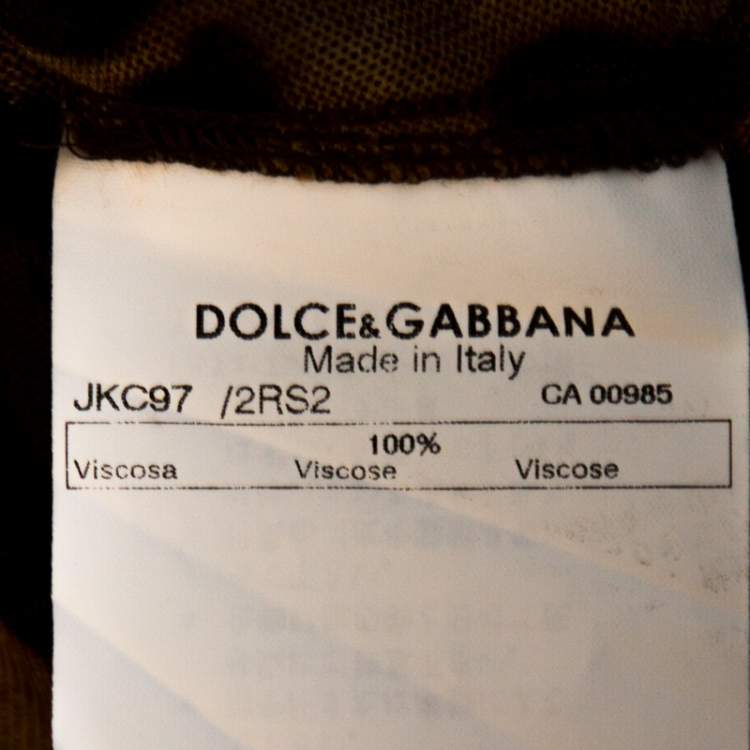 DOLCE&GABBANA
Made in Italy
JKC97 /2RS2 CA 00985
100%
Viscosa Viscose Viscose